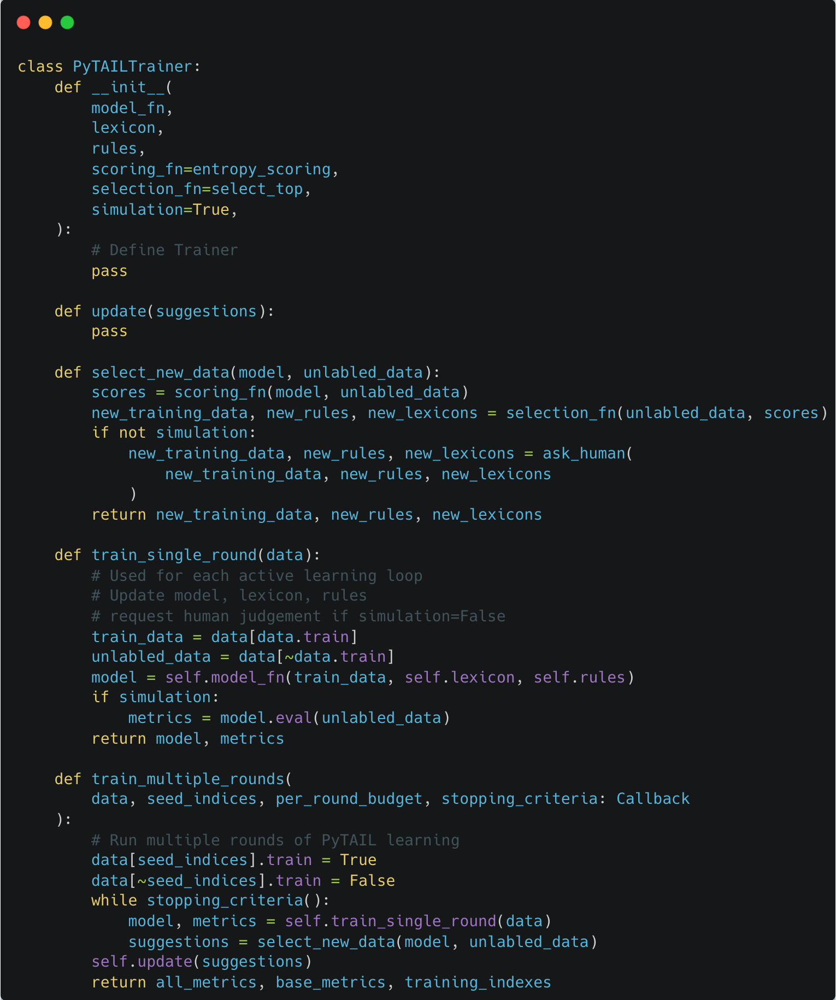 class PyTAILTrainer:
    def __init__(
        model_fn,
        lexicon,
        rules,
        scoring_fn=entropy_scoring,
        selection_fn=select_top,
        simulation=True,
    ):
        # Define Trainer
        pass

    def update(suggestions):
        pass

    def select_new_data(model, unlabled_data):
        scores = scoring_fn(model, unlabled_data)
        new_training_data, new_rules, new_lexicons = selection_fn(unlabled_data, scores)
        if not simulation:
            new_training_data, new_rules, new_lexicons = ask_human(
                new_training_data, new_rules, new_lexicons
            )
        return new_training_data, new_rules, new_lexicons

    def train_single_round(data):
        # Used for each active learning loop
        # Update model, lexicon, rules
        # request human judgement if simulation=False
        train_data = data[data.train]
        unlabled_data = data[~data.train]
        model = self.model_fn(train_data, self.lexicon, self.rules)
        if simulation:
            metrics = model.eval(unlabled_data)
        return model, metrics

    def train_multiple_rounds(
        data, seed_indices, per_round_budget, stopping_criteria: Callback
    ):
        # Run multiple rounds of PyTAIL learning
        data[seed_indices].train = True
        data[~seed_indices].train = False
        while stopping_criteria():
            model, metrics = self.train_single_round(data)
            suggestions = select_new_data(model, unlabled_data)
        self.update(suggestions)
        return all_metrics, base_metrics, training_indexes